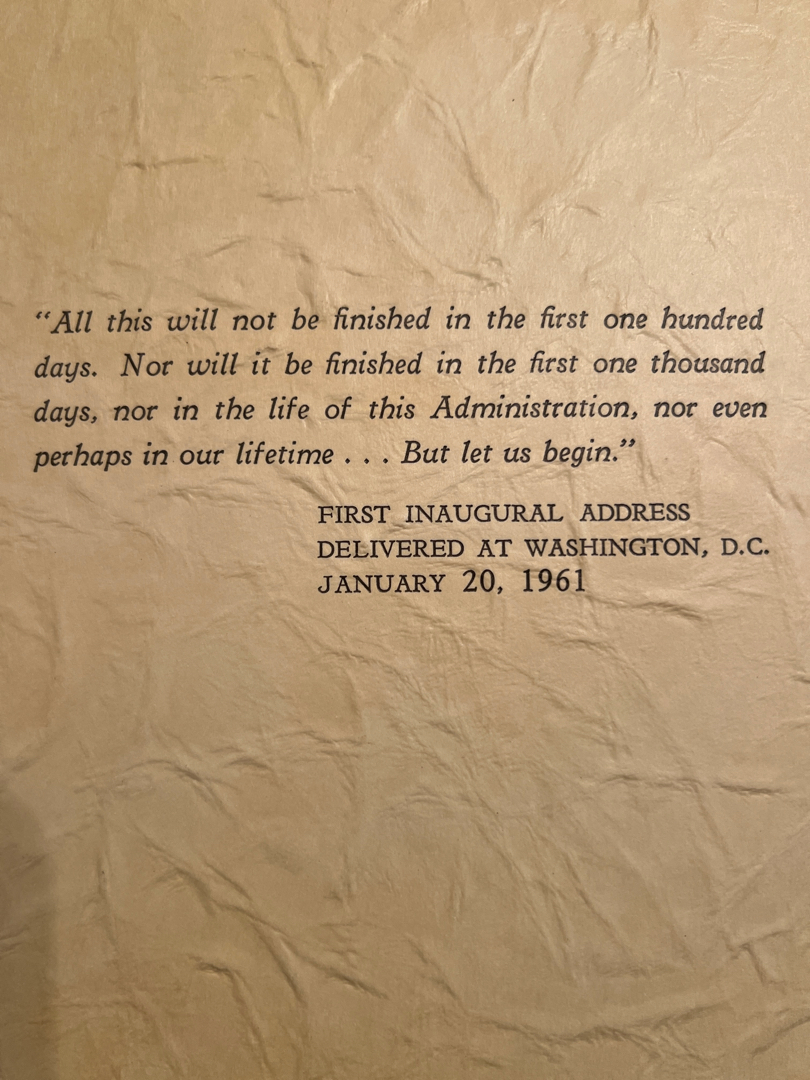 “All this will not be finished in the first one hundred
days. Nor will it be finished in the first one thousand
days, nor in the life of this Administration, nor even
perhaps in our lifetime . . . But let us begin.”
FIRST INAUGURAL ADDRESS
DELIVERED AT WASHINGTON, D.C.
JANUARY 20, 1961